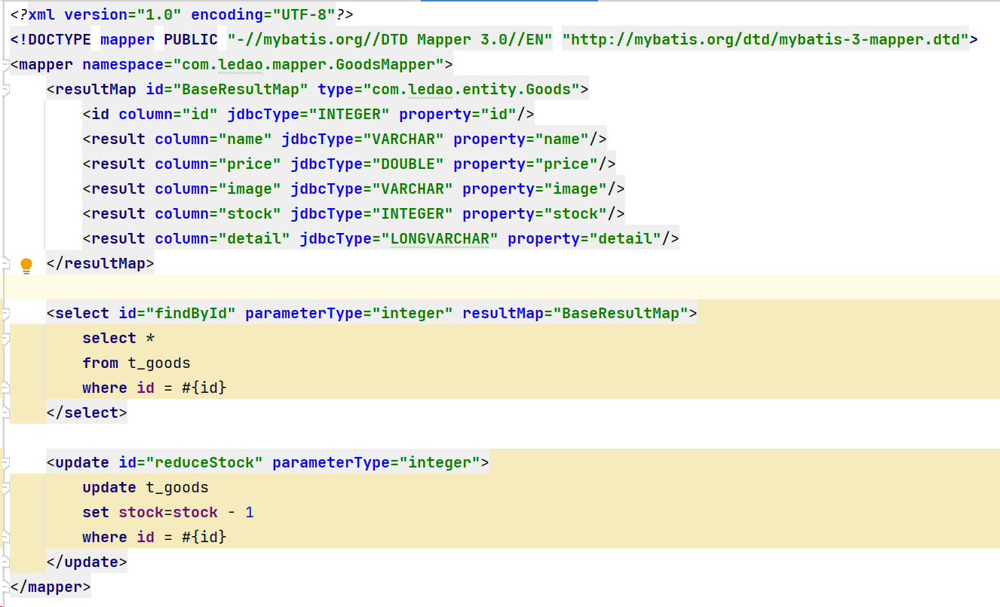 <?xml version="1.0" encoding="UTF-8"?>
<!DOCTYPE mapper PUBLIC "-//mybatis.org//DTD Mapper 3.0//EN" "http://mybatis.org/dtd/mybatis-3-mapper.dtd">
<mapper namespace="com.ledao.mapper.GoodsMapper">
    <resultMap id="BaseResultMap" type="com.ledao.entity.Goods">
        <id column="id" jdbcType="INTEGER" property="id"/>
        <result column="name" jdbcType="VARCHAR" property="name"/>
        <result column="price" jdbcType="DOUBLE" property="price"/>
        <result column="image" jdbcType="VARCHAR" property="image"/>
        <result column="stock" jdbcType="INTEGER" property="stock"/>
        <result column="detail" jdbcType="LONGVARCHAR" property="detail"/>
    </resultMap>
    <select id="findById" parameterType="integer" resultMap="BaseResultMap">
        select *
        from t_goods
        where id = #{id}
    </select>
    <update id="reduceStock" parameterType="integer">
        update t_goods
        set stock=stock - 1
        where id = #{id}
    </update>
</mapper>